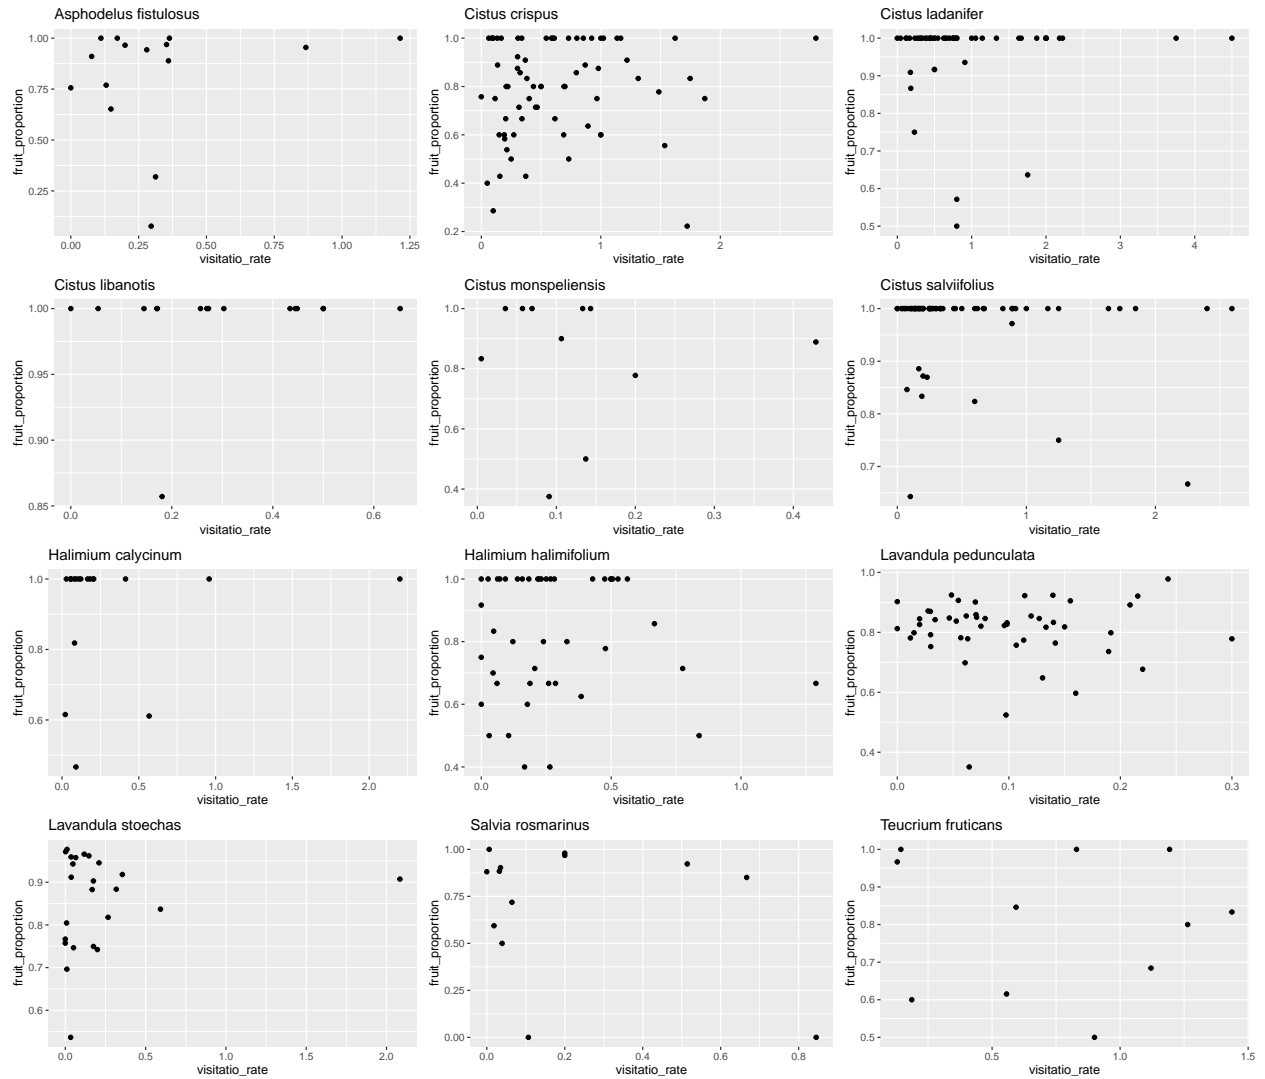 Asphodelus fistulosus
1.00
0.75
0.50
0.25
fruit_proportion
0.00 0.25 0.50 0.75 1.00 1.25
visitatio_rate
Cistus crispus
1.0
0.8
0.6
0.4
0.2
fruit_proportion
0 1 2
visitatio_rate
Cistus ladanifer
1.0
0.9
0.8
0.7
0.6
0.5
fruit_proportion
0 1 2 3 4
visitatio_rate
Cistus libanotis
1.00
0.95
0.90
0.85
fruit_proportion
0.0 0.2 0.4 0.6
visitatio_rate
Cistus monspeliensis
1.0
0.8
0.6
0.4
fruit_proportion
0.0 0.1 0.2 0.3 0.4
visitatio_rate
Cistus salviifolius
1.0
0.9
0.8
0.7
fruit_proportion
0 1 2
visitatio_rate
Halimium calycinum
1.0
0.8
0.6
fruit_proportion
0.0 0.5 1.0 1.5 2.0
visitatio_rate
Halimium halimifolium
1.0
0.8
0.6
0.4
fruit_proportion
0.0 0.5 1.0
visitatio_rate
Lavandula pedunculata
1.0
0.8
0.6
0.4
fruit_proportion
0.0 0.1 0.2 0.3
visitatio_rate
Lavandula stoechas
0.9
0.8
0.7
0.6
fruit_proportion
0.0 0.5 1.0 1.5 2.0
visitatio_rate
Salvia rosmarinus
1.00
0.75
0.50
0.25
0.00
fruit_proportion
0.0 0.2 0.4 0.6 0.8
visitatio_rate
Teucrium fruticans
1.0
0.9
0.8
0.7
0.6
0.5
fruit_proportion
0.5 1.0 1.5
visitatio_rate